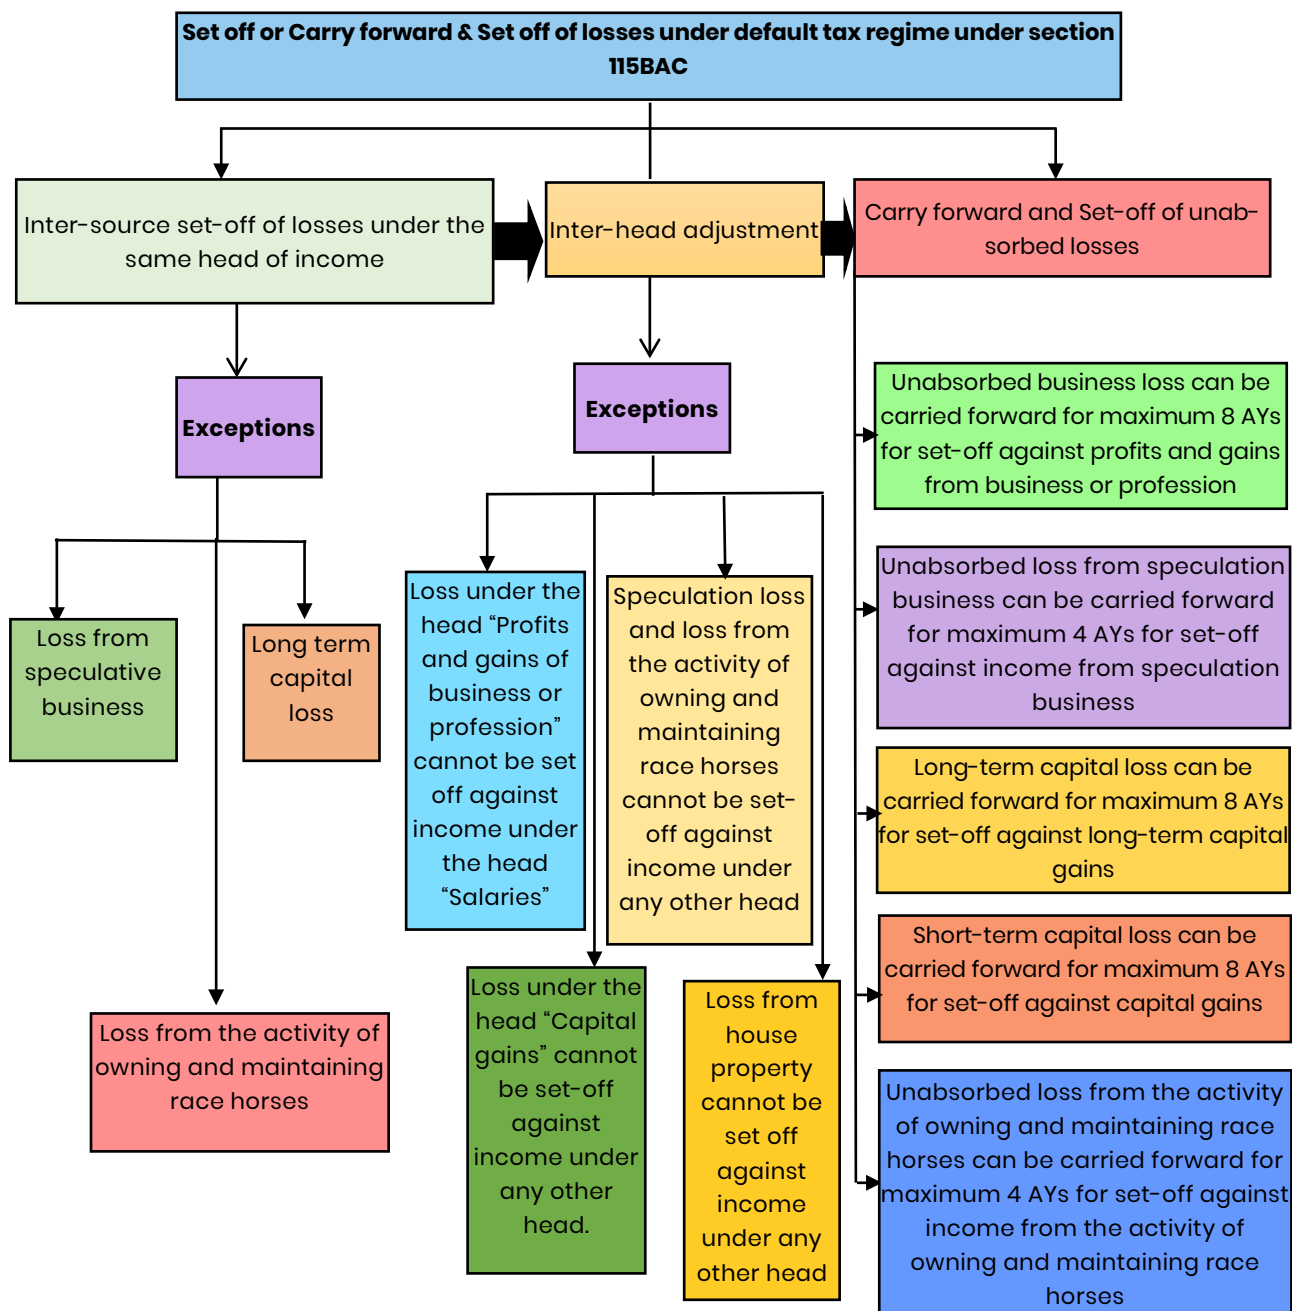 Set off or Carry forward & Set off of losses under default tax regime under section
115BAC
Inter-source set-off of losses under the
same head of income
Inter-head adjustment
Carry forward and Set-off of unab-
sorbed losses
Exceptions
Loss from
speculative
business
Long term
capital
loss
Loss from the activity of
owning and maintaining
race horses
Exceptions
Loss under the
head “Profits
and gains of
business or
profession”
cannot be set
off against
income under
the head
“Salaries”
Speculation loss
and loss from
the activity of
owning and
maintaining
race horses
cannot be set-
off against
income under
any other head
Loss under the
head “Capital
gains” cannot
be set-off
against
income under
any other
head.
Loss from
house
property
cannot be
set off
against
income
under any
other head
Unabsorbed business loss can be
carried forward for maximum 8 AYs
for set-off against profits and gains
from business or profession
Unabsorbed loss from speculation
business can be carried forward
for maximum 4 AYs for set-off
against income from speculation
business
Long-term capital loss can be
carried forward for maximum 8 AYs
for set-off against long-term capital
gains
Short-term capital loss can be
carried forward for maximum 8 AYs
for set-off against capital gains
Unabsorbed loss from the activity
of owning and maintaining race
horses can be carried forward for
maximum 4 AYs for set-off against
income from the activity of
owning and maintaining race
horses